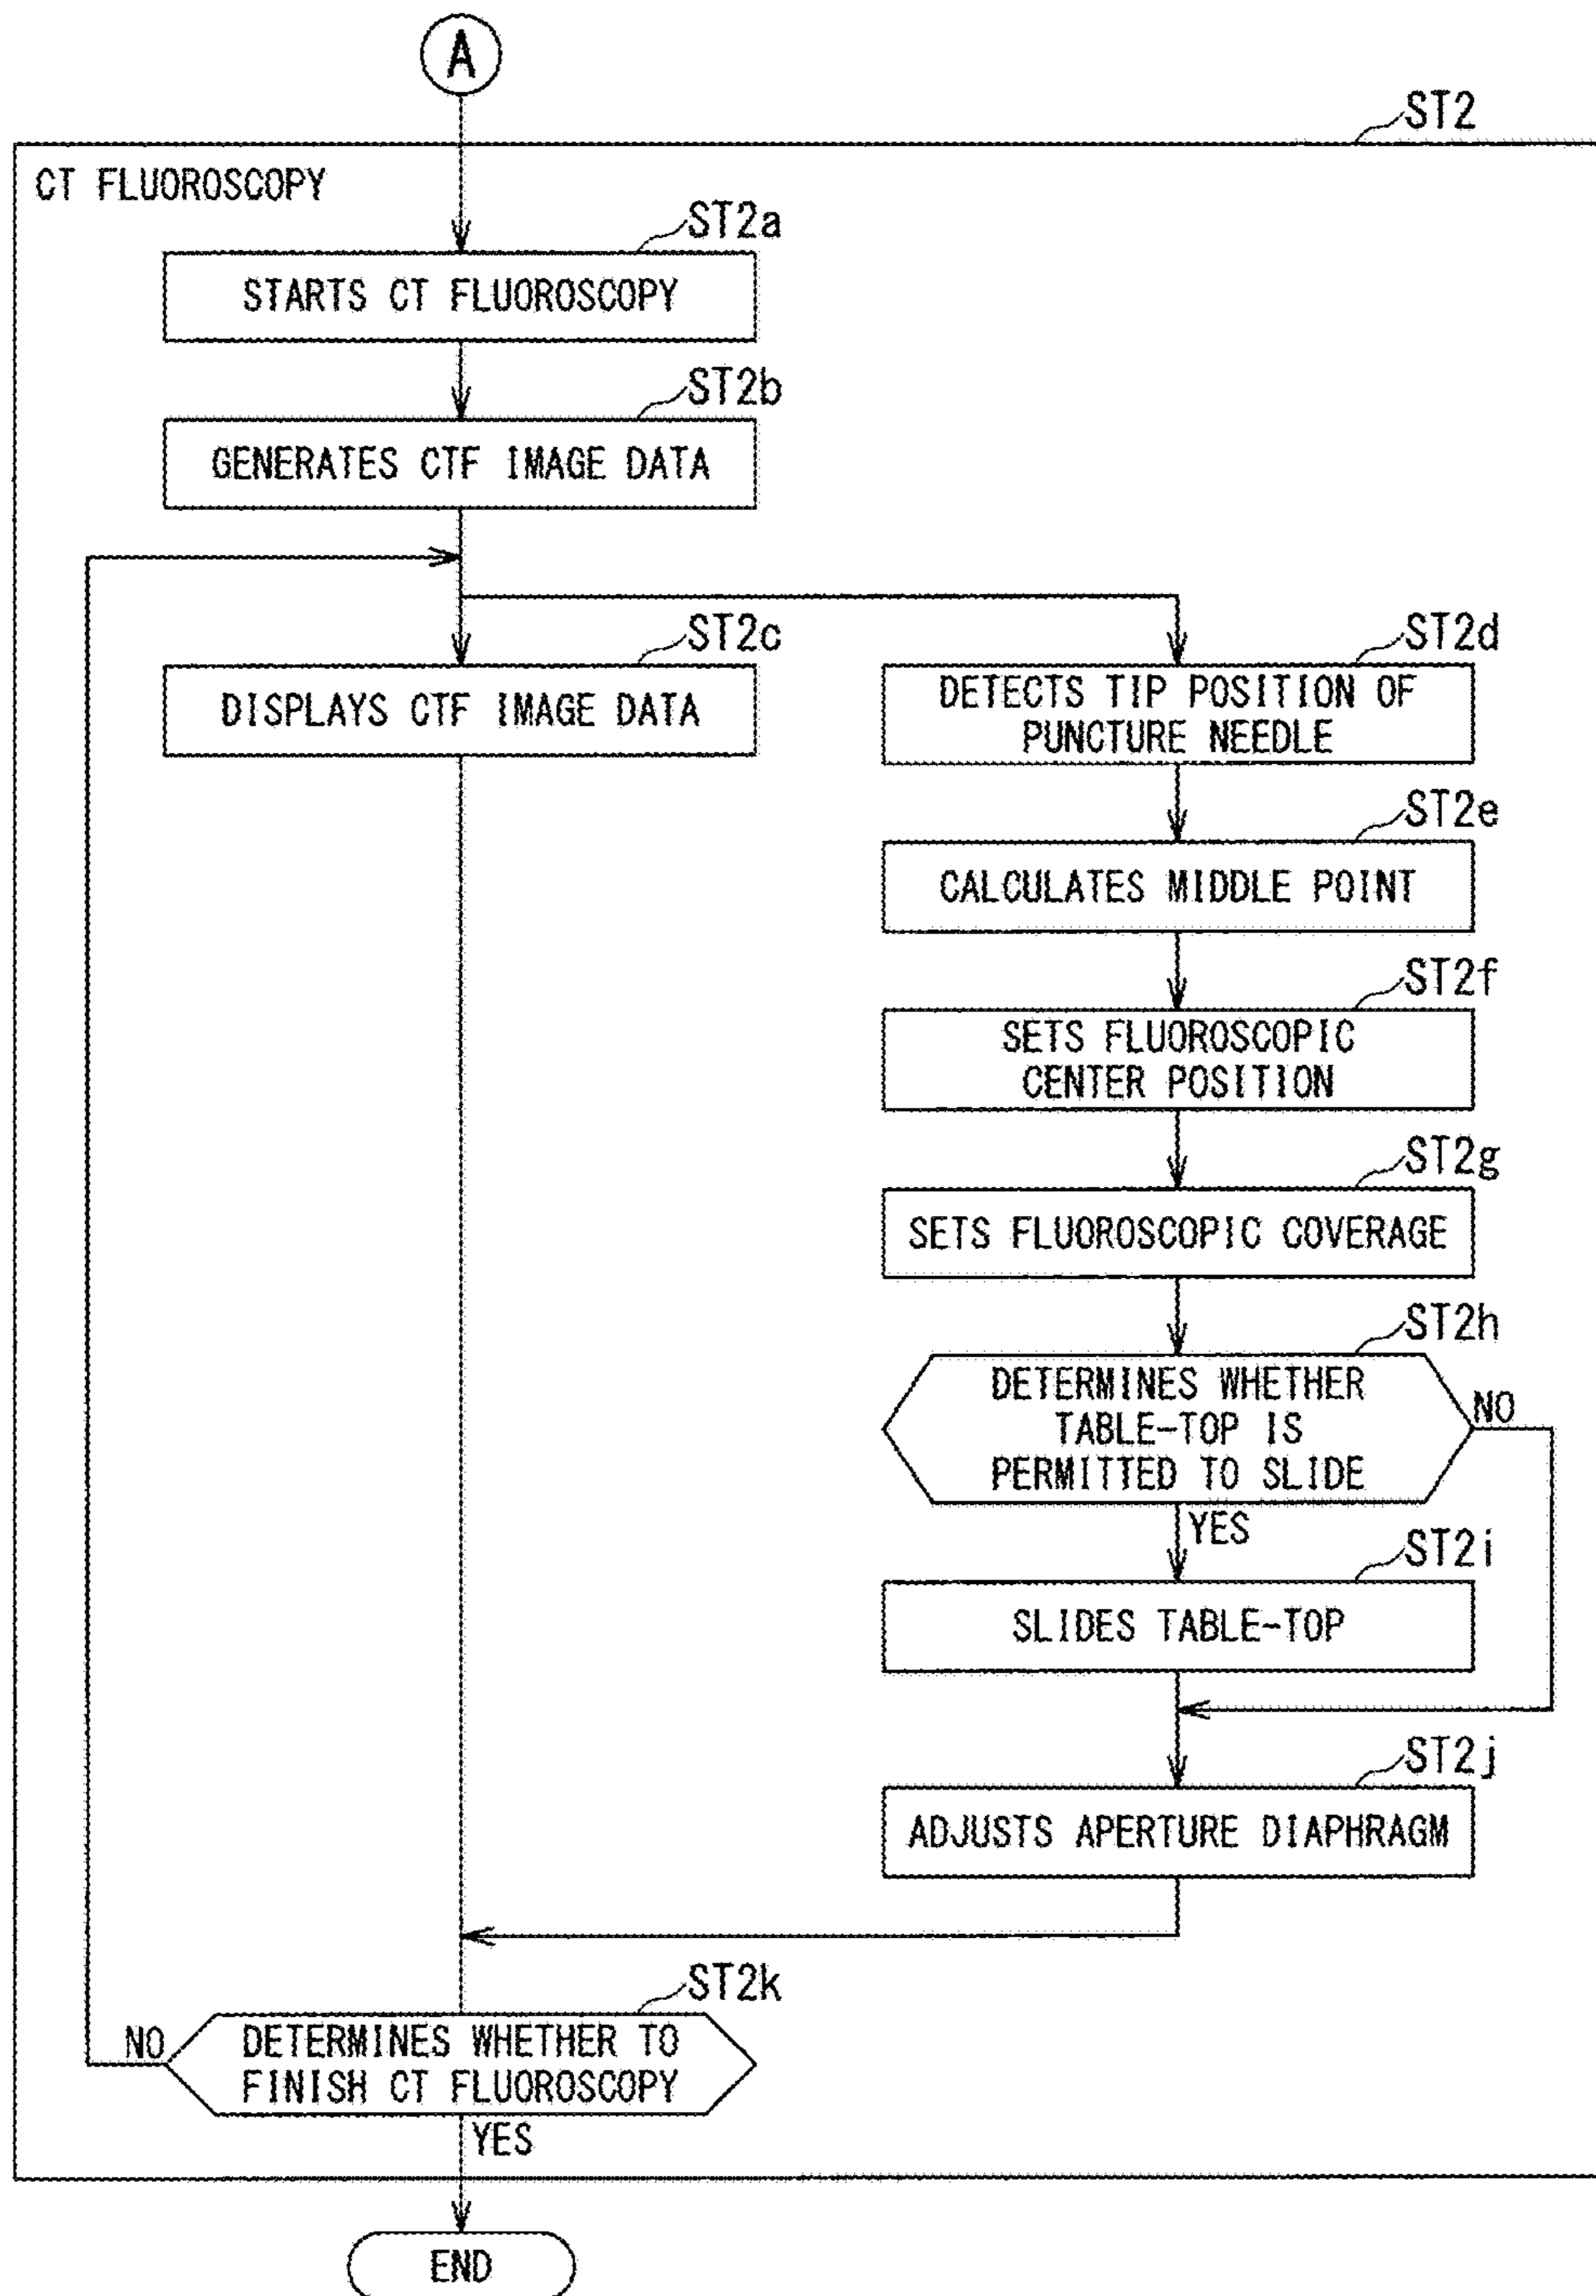 A
ST2
CT FLUOROSCOPY
ST2a
STARTS CT FLUOROSCOPY
ST2b
GENERATES CTF IMAGE DATA
ST2c
DISPLAYS CTF IMAGE DATA
ST2d
DETECTS TIP POSITION OF
PUNCTURE NEEDLE
ST2e
CALCULATES MIDDLE POINT
ST2f
SETS FLUOROSCOPIC
CENTER POSITION
ST2g
SETS FLUOROSCOPIC COVERAGE
ST2h
DETERMINES WHETHER
TABLE-TOP IS
PERMITTED TO SLIDE
NO
YES
ST2i
SLIDES TABLE-TOP
ST2j
ADJUSTS APERTURE DIAPHRAGM
ST2k
NO
DETERMINES WHETHER TO
FINISH CT FLUOROSCOPY
YES
END